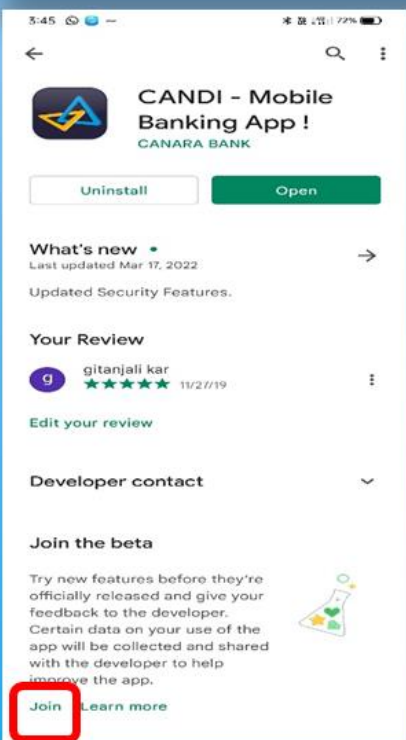 3:45
72%
CANDI - Mobile
Banking App !
CANARA BANK
Uninstall
Open
What's new •
Last updated Mar 17, 2022
Updated Security Features.
Your Review
g
gitanjali kar
★★★★★ 11/27/19
Edit your review
Developer contact
Join the beta
Try new features before they're
officially released and give your
feedback to the developer.
Certain data on your use of the
app will be collected and shared
with the developer to help
improve the app.
Join Learn more